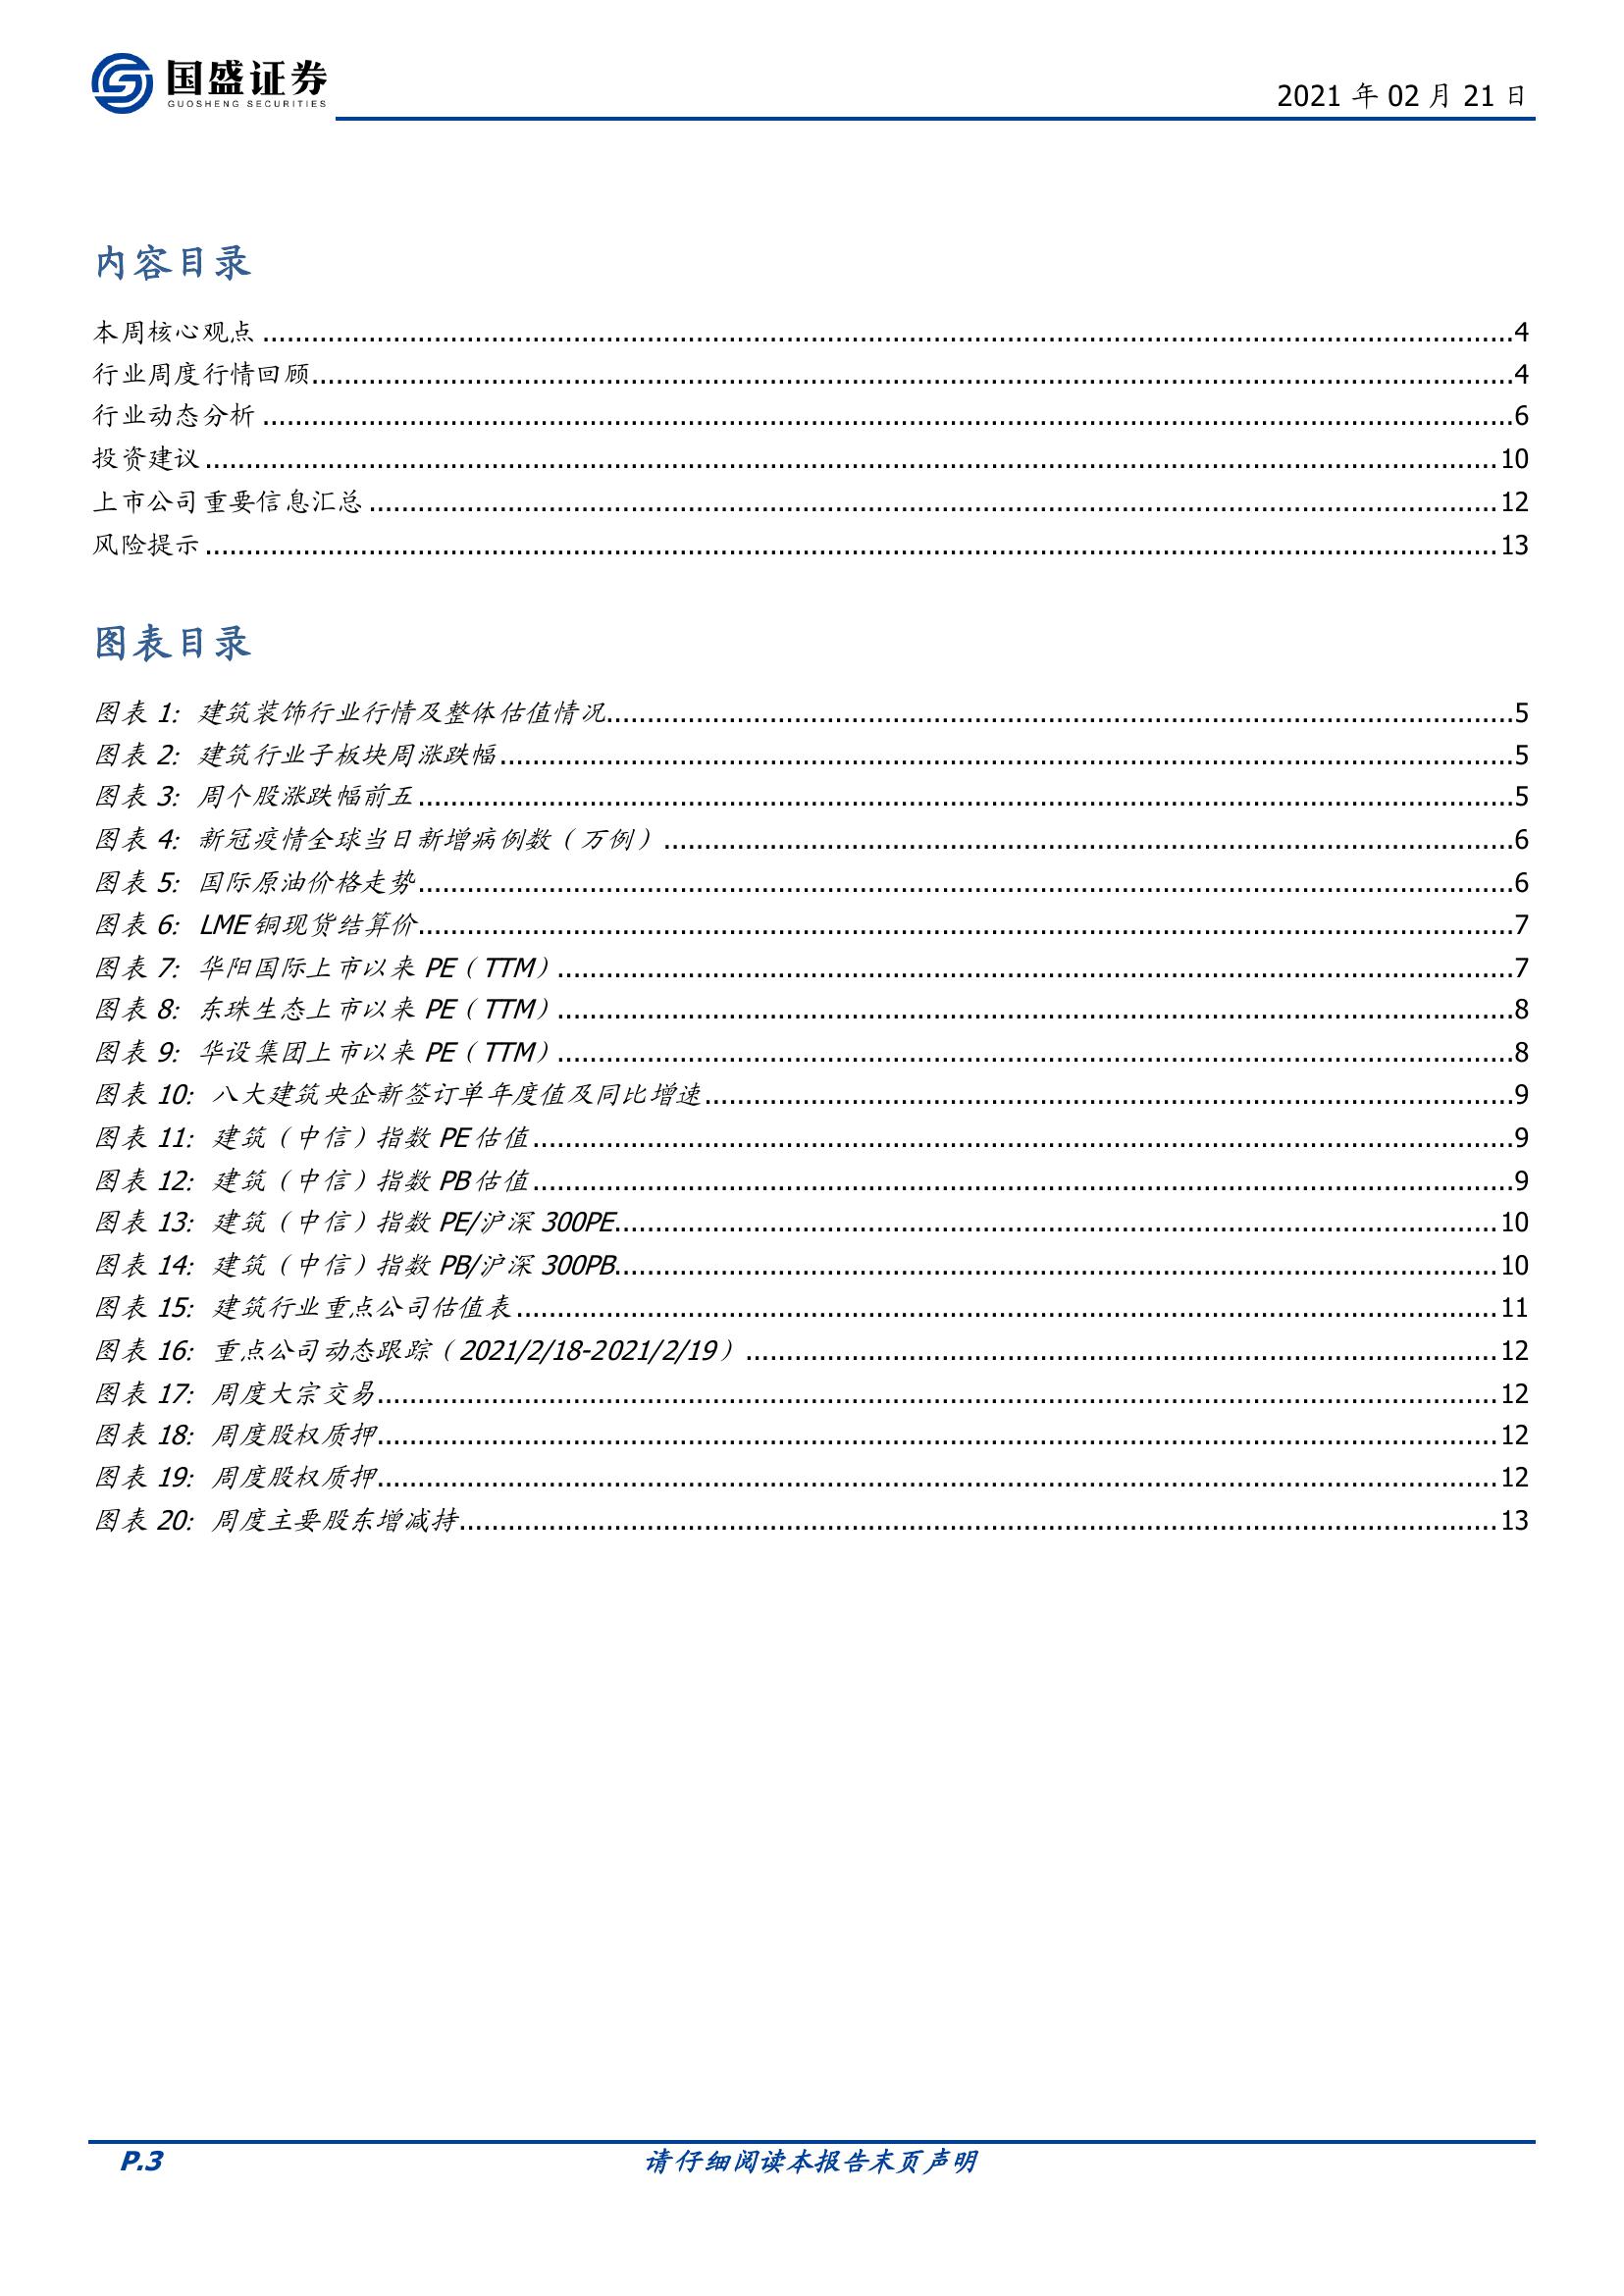 国盛证券
GUOSHENG SECURITIES
2021 年 02 月 21 日
内容目录
本周核心观点 ........................................................ 4
行业周度行情回顾 ........................................................ 4
行业动态分析 ........................................................ 6
投资建议 ........................................................ 10
上市公司重要信息汇总 ........................................................ 12
风险提示 ........................................................ 13
图表目录
图表 1: 建筑装饰行业行情及整体估值情况 ........................................................ 5
图表 2: 建筑行业子板块周涨跌幅 ........................................................ 5
图表 3: 周个股涨跌幅前五 ........................................................ 5
图表 4: 新冠疫情全球当日新增病例数（万例） ........................................................ 6
图表 5: 国际原油价格走势 ........................................................ 6
图表 6: LME 铜现货结算价 ........................................................ 7
图表 7: 华阳国际上市以来 PE（TTM） ........................................................ 7
图表 8: 东珠生态上市以来 PE（TTM） ........................................................ 8
图表 9: 华设集团上市以来 PE（TTM） ........................................................ 8
图表 10: 八大建筑央企新签订单年度值及同比增速 ........................................................ 9
图表 11: 建筑（中信）指数 PE 估值 ........................................................ 9
图表 12: 建筑（中信）指数 PB 估值 ........................................................ 9
图表 13: 建筑（中信）指数 PE/沪深 300PE ........................................................ 10
图表 14: 建筑（中信）指数 PB/沪深 300PB ........................................................ 10
图表 15: 建筑行业重点公司估值表 ........................................................ 11
图表 16: 重点公司动态跟踪（2021/2/18-2021/2/19） ........................................................ 12
图表 17: 周度大宗交易 ........................................................ 12
图表 18: 周度股权质押 ........................................................ 12
图表 19: 周度股权质押 ........................................................ 12
图表 20: 周度主要股东增减持 ........................................................ 13
P.3
请仔细阅读本报告末页声明